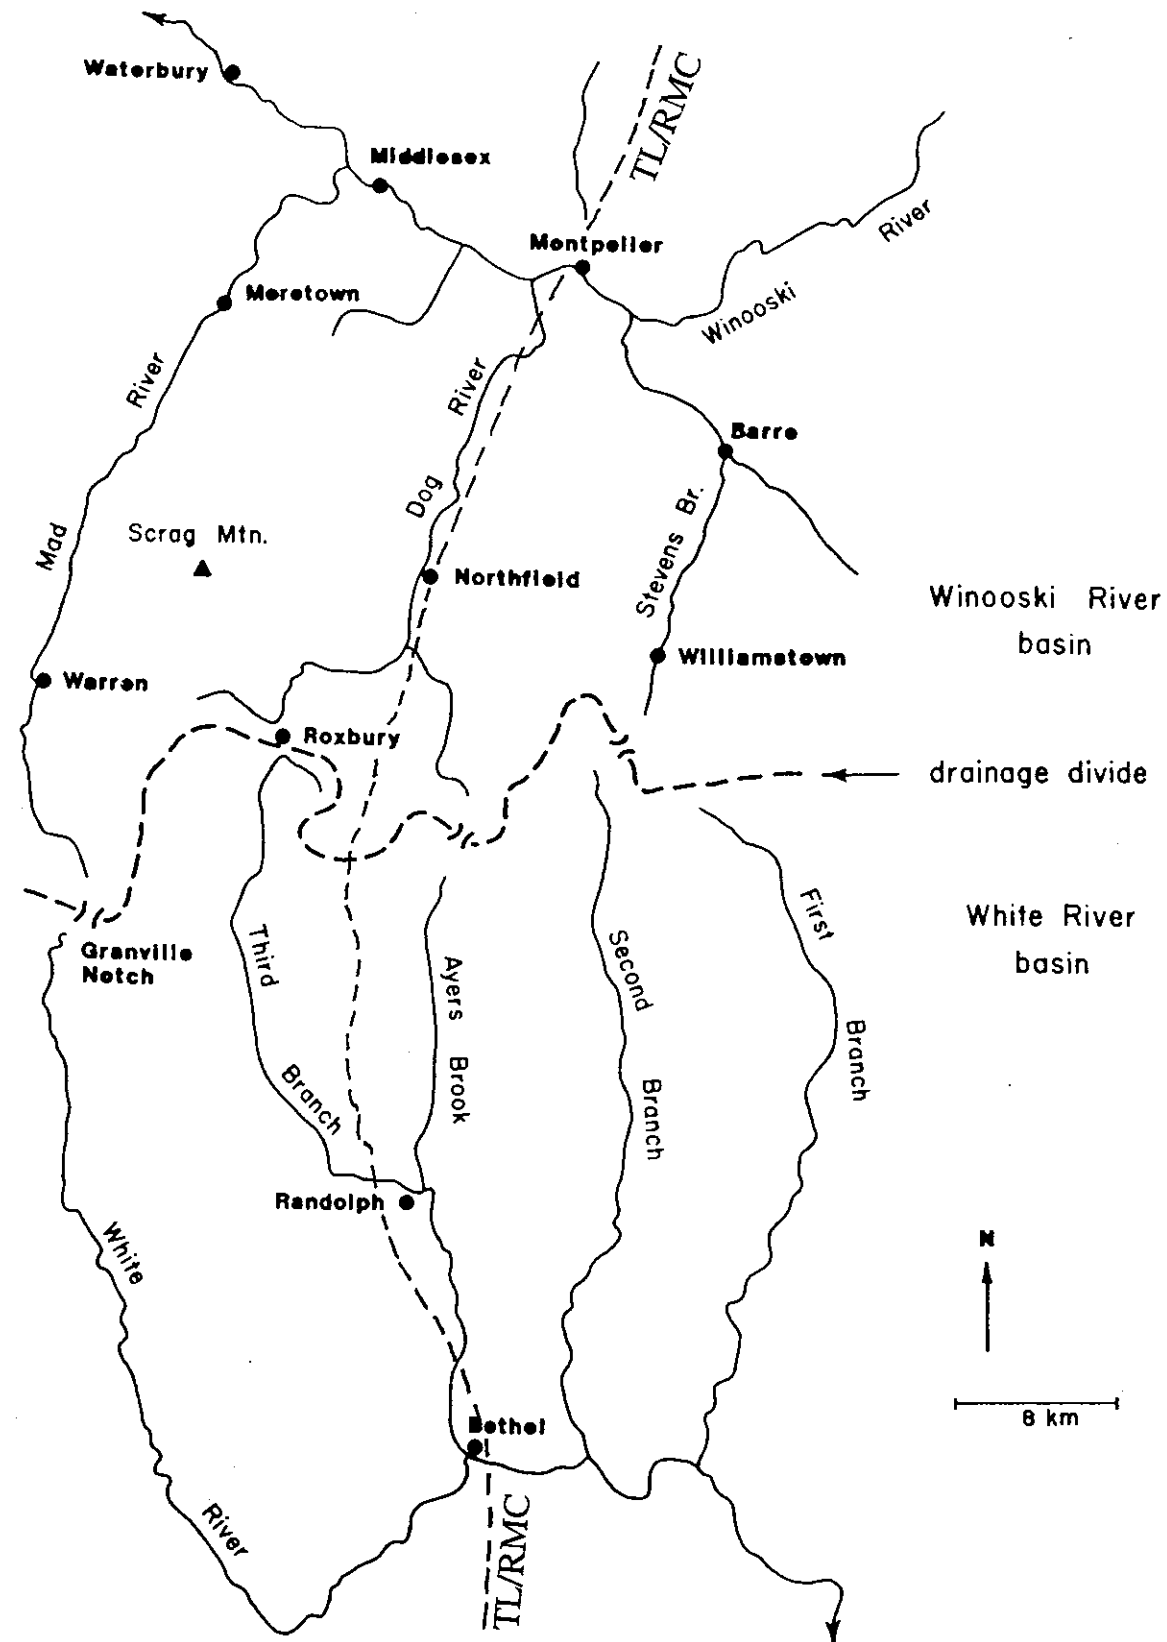 Waterbury
TL/RMC
Middlesex
River
Montpelier
Moretown
Winooski
River
River
Barre
Dog
Stevens Br.
Scrag Mtn.
Mad
Northfield
Winooski River
basin
Williamstown
Warren
Roxbury
drainage divide
First
White River
basin
Granville
Notch
Third
Second
Ayers
Branch
Branch
Brook
Branch
Randolph
White
N
8 km
Bethel
River
TL/RMC